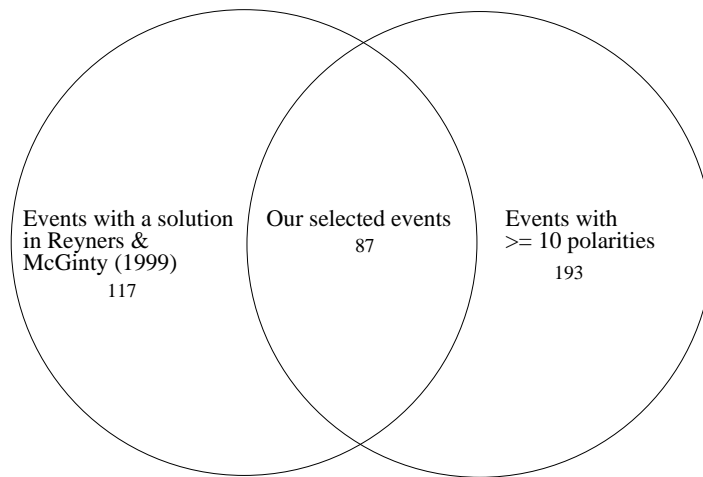 Events with a solution
in Reyners &
McGinty (1999)
117
Our selected events
87
Events with
>= 10 polarities
193